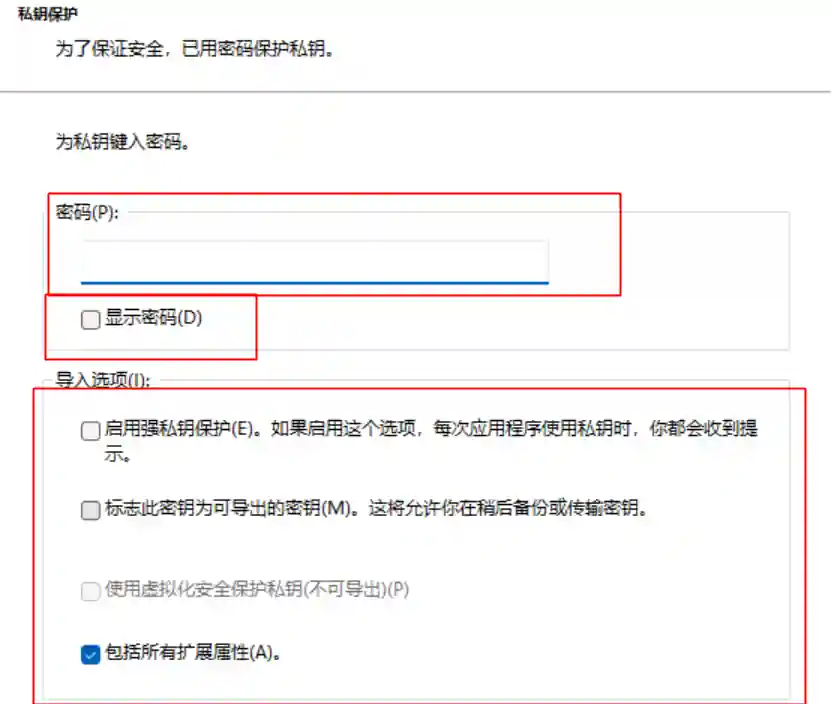 私钥保护
为了保证安全，已用密码保护私钥。
为私钥键入密码。
密码(P):
显示密码(D)
导入选项(I):
启用强私钥保护(E)。如果启用这个选项，每次应用程序使用私钥时，你都会收到提
示。
标志此密钥为可导出的密钥(M)。这将允许你在稍后备份或传输密钥。
使用虚拟化安全保护私钥(不可导出)(P)
包括所有扩展属性(A)。